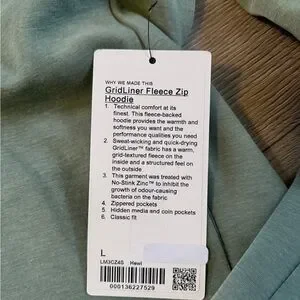 WHY WE MADE THIS
GridLiner Fleece Zip
Hoodie
1. Technical comfort at its
finest. This fleece-backed
hoodie provides the warmth and
softness you want and the
performance qualities you need
2. Sweat-wicking and quick-drying
GridLiner™ fabric has a warm,
grid-textured fleece on the
inside and a structured feel on
the outside
3. This garment was treated with
No-Stink Zinc™ to inhibit the
growth of odour-causing
bacteria on the fabric
4. Zippered pockets
5. Hidden media and coin pockets
6. Classic fit
L
LM3CZ4S Hewl
000136227529